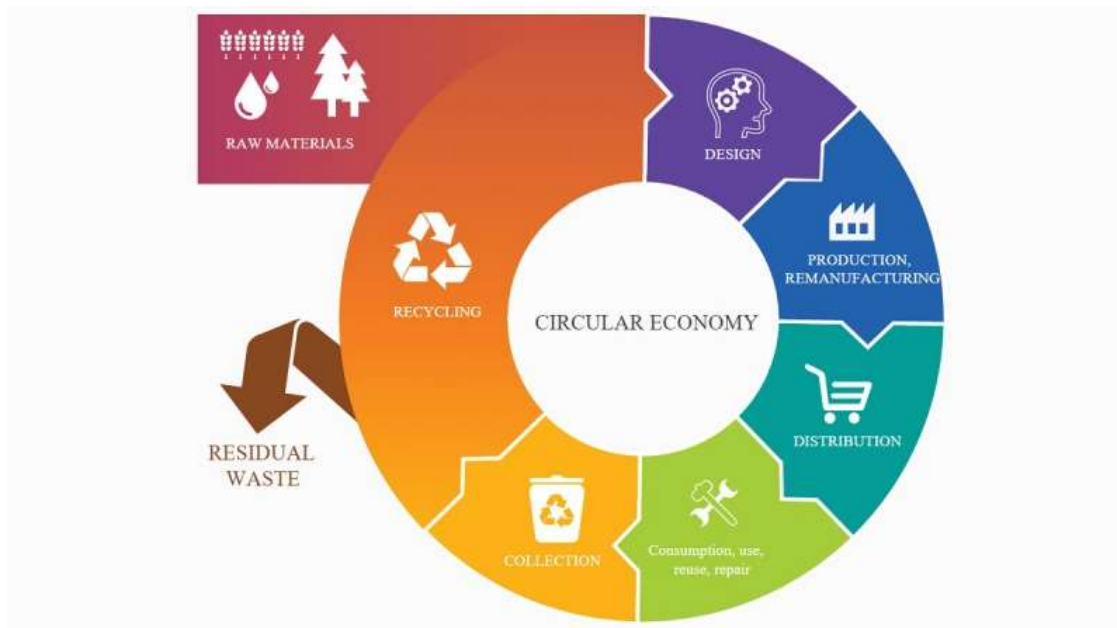 RAW MATERIALS
DESIGN
PRODUCTION,
REMANUFACTURING
RECYCLING
CIRCULAR ECONOMY
DISTRIBUTION
RESIDUAL
WASTE
COLLECTION
Consumption, use,
reuse, repair